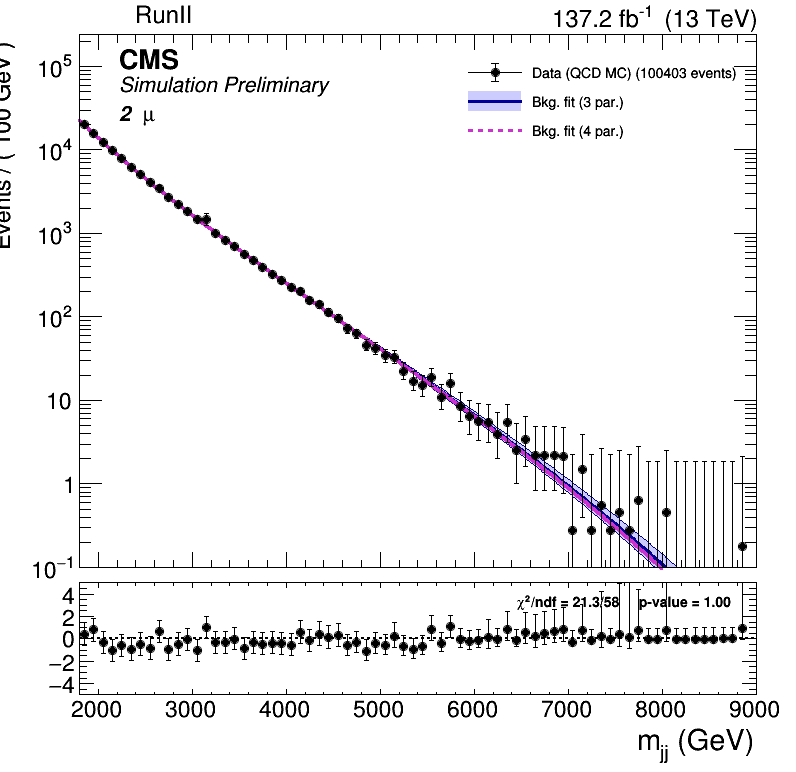 RunII 137.2 fb⁻¹ (13 TeV)
CMS
Simulation Preliminary
2 μ
Data (QCD MC) (100403 events)
Bkg. fit (3 par.)
Bkg. fit (4 par.)
Events / ( 100 GeV )
10⁵
10⁴
10³
10²
10
1
10⁻¹
χ²/ndf = 21.3/58 p-value = 1.00
4
2
0
−2
−4
2000 3000 4000 5000 6000 7000 8000 9000
m_jj (GeV)